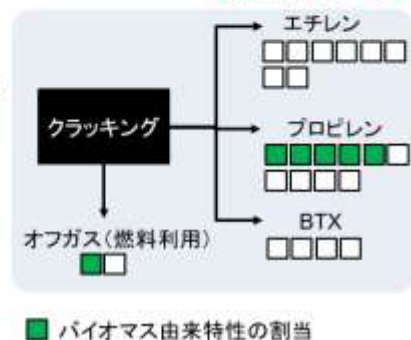 エチレン
クラッキング
プロピレン
BTX
オフガス(燃料利用)
バイオマス由来特性の割当